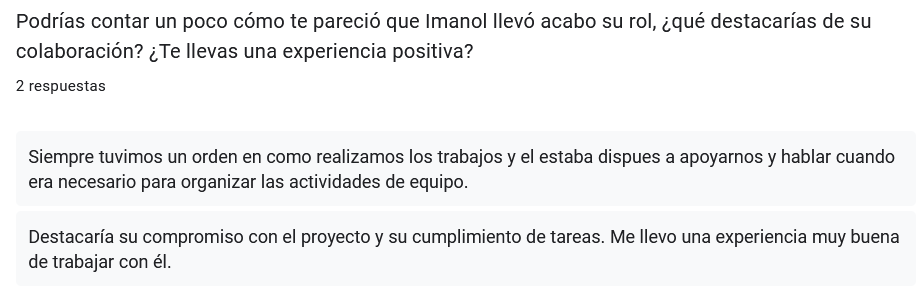 Podrías contar un poco cómo te pareció que Imanol llevó acabo su rol, ¿qué destacarías de su
colaboración? ¿Te llevas una experiencia positiva?
2 respuestas
Siempre tuvimos un orden en como realizamos los trabajos y el estaba dispues a apoyarnos y hablar cuando
era necesario para organizar las actividades de equipo.
Destacaría su compromiso con el proyecto y su cumplimiento de tareas. Me llevo una experiencia muy buena
de trabajar con él.